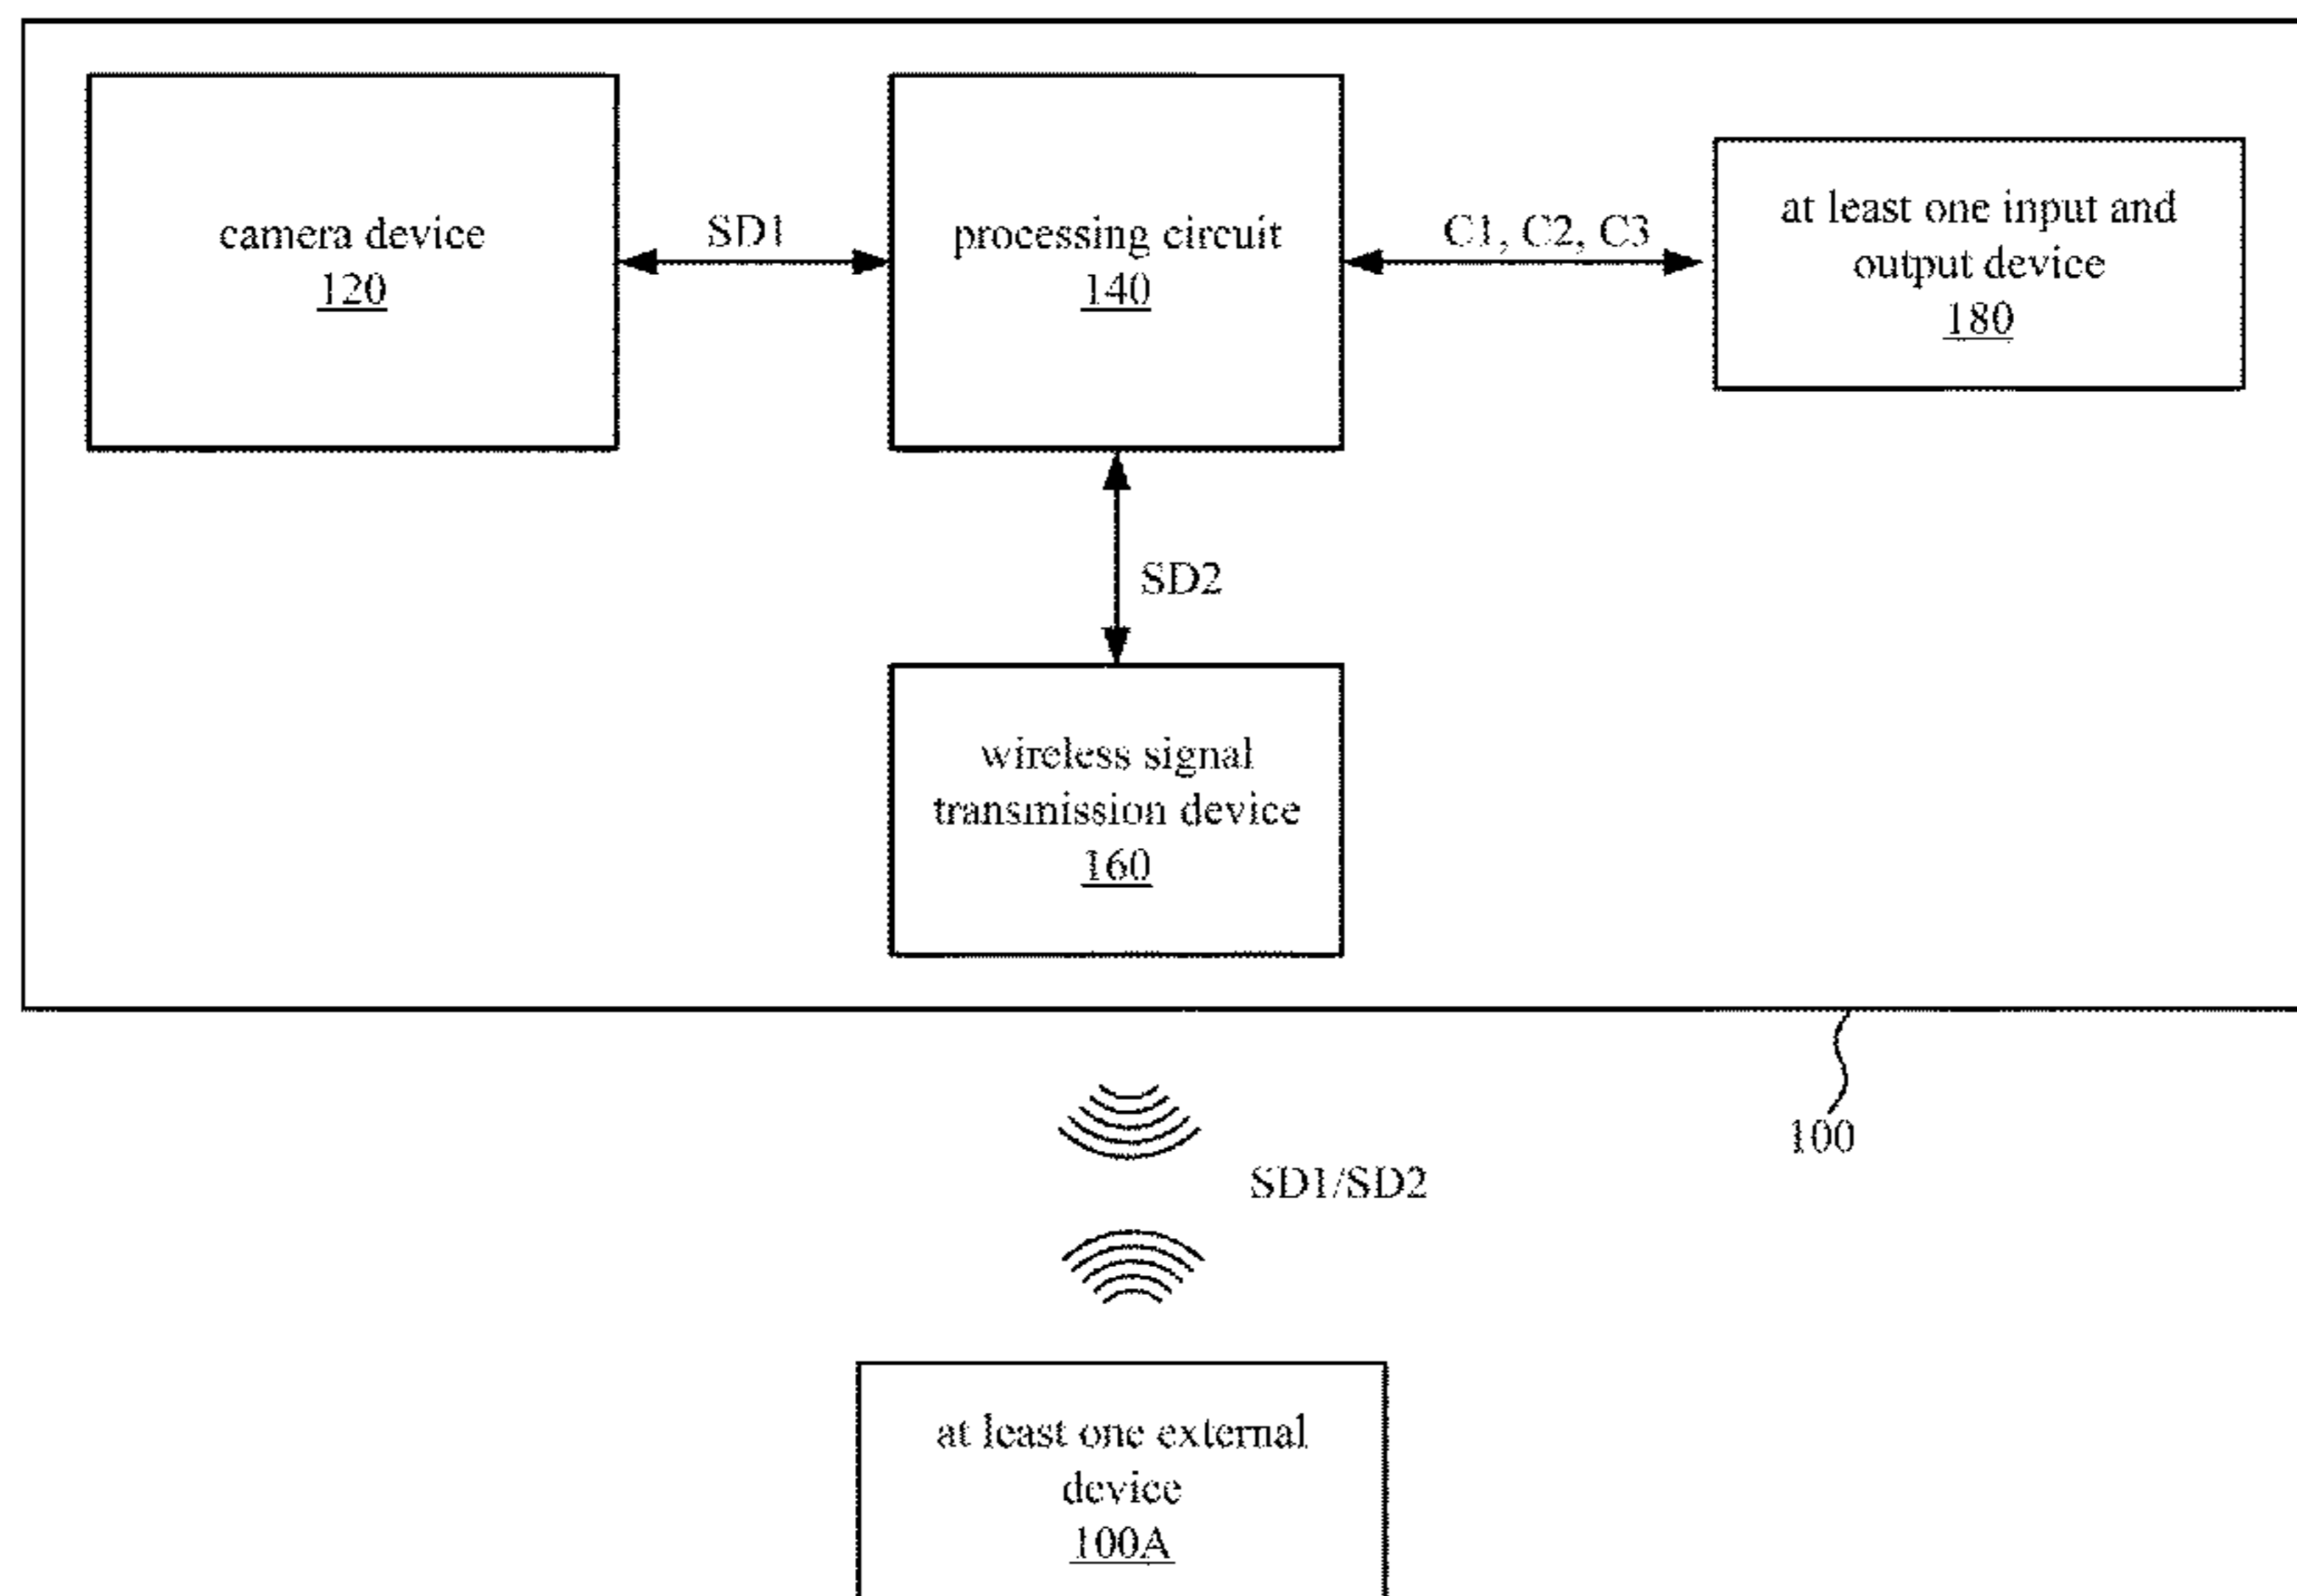 camera device
120
SD1
processing circuit
140
C1, C2, C3
at least one input and
output device
180
SD2
wireless signal
transmission device
160
100
SD1/SD2
at least one external
device
100A